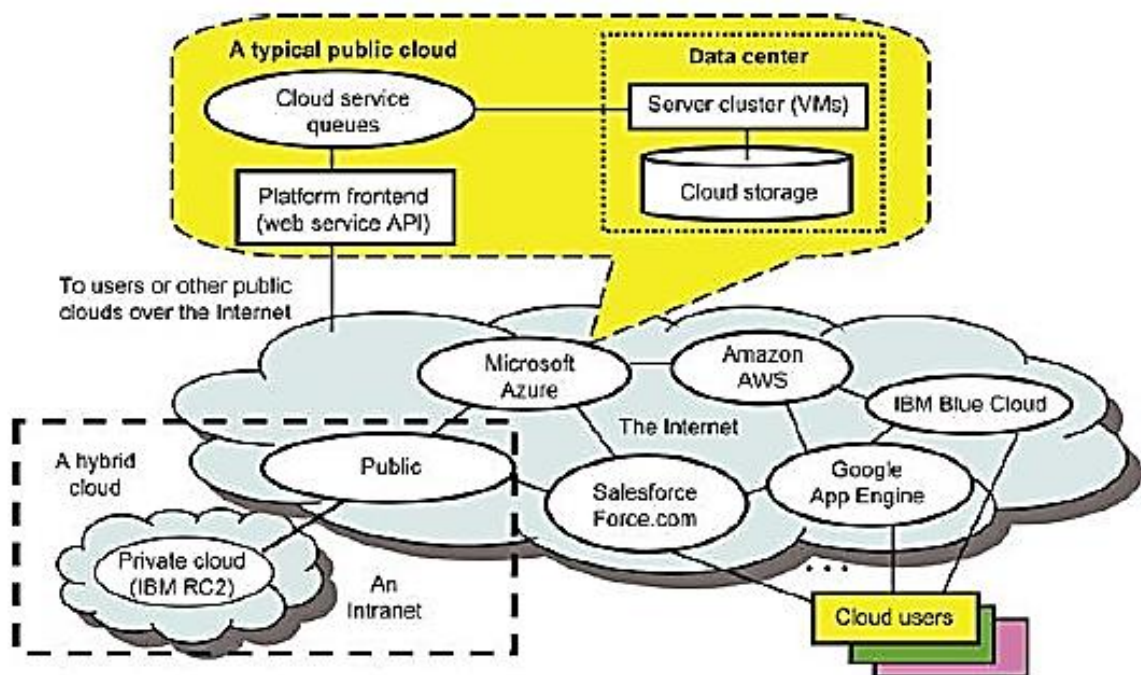 A typical public cloud
Data center
Cloud service
queues
Server cluster (VMs)
Cloud storage
Platform frontend
(web service API)
To users or other public
clouds over the Internet
Microsoft
Azure
Amazon
AWS
IBM Blue Cloud
The Internet
A hybrid
cloud
Public
Salesforce
Force.com
Google
App Engine
Private cloud
(IBM RC2)
An
Intranet
...
Cloud users